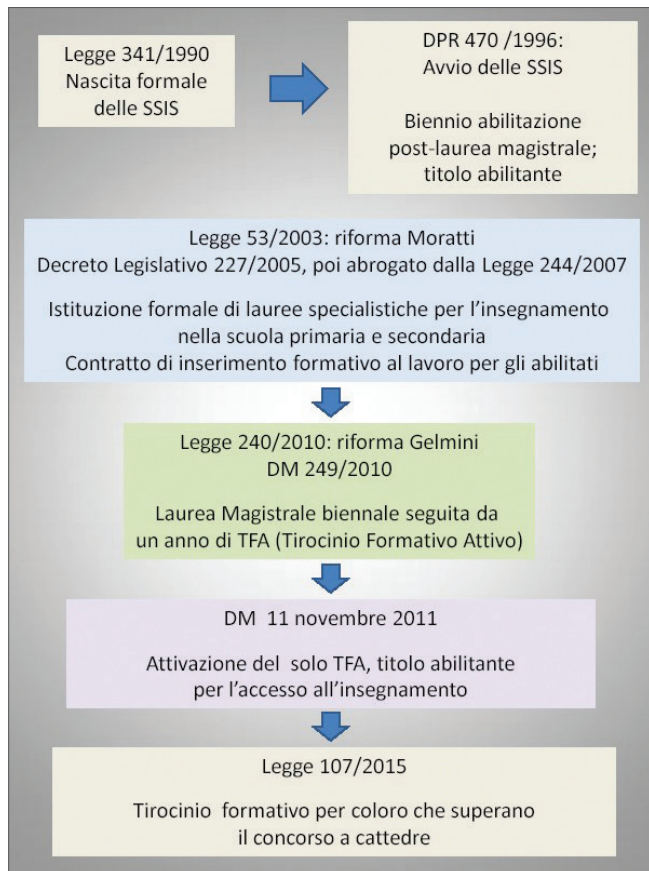 Legge 341/1990
Nascita formale
delle SSIS
DPR 470 /1996:
Avvio delle SSIS
Biennio abilitazione
post-laurea magistrale;
titolo abilitante
Legge 53/2003: riforma Moratti
Decreto Legislativo 227/2005, poi abrogato dalla Legge 244/2007
Istituzione formale di lauree specialistiche per l’insegnamento
nella scuola primaria e secondaria
Contratto di inserimento formativo al lavoro per gli abilitati
Legge 240/2010: riforma Gelmini
DM 249/2010
Laurea Magistrale biennale seguita da
un anno di TFA (Tirocinio Formativo Attivo)
DM 11 novembre 2011
Attivazione del solo TFA, titolo abilitante
per l’accesso all’insegnamento
Legge 107/2015
Tirocinio formativo per coloro che superano
il concorso a cattedre